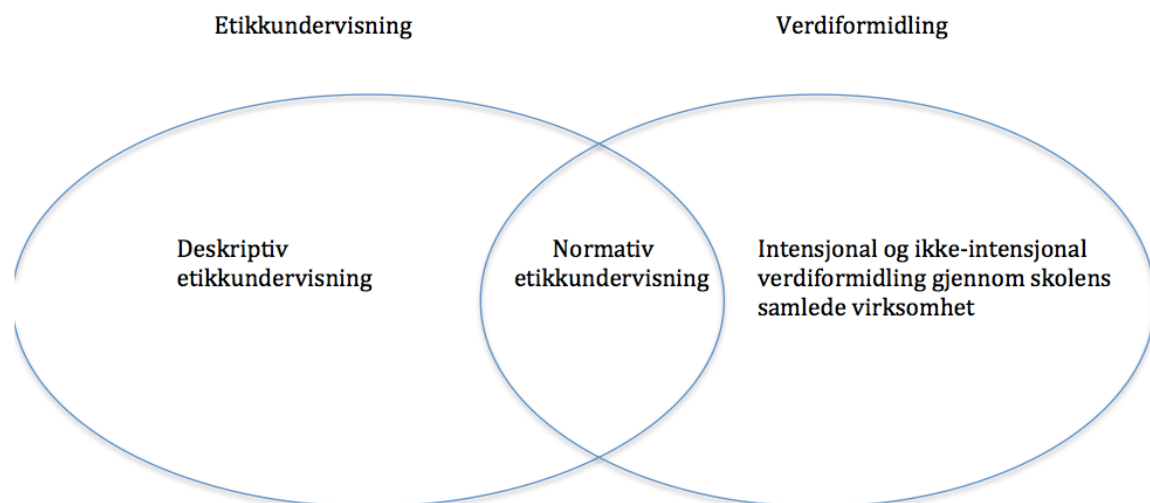 Etikkundervisning
Verdiformidling
Deskriptiv
etikkundervisning
Normativ
etikkundervisning
Intensjonal og ikke-intensjonal
verdiformidling gjennom skolens
samlede virksomhet